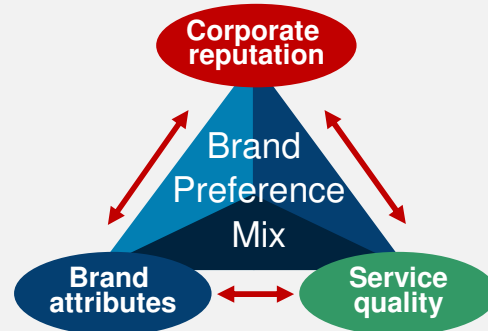 Corporate
reputation
Brand
Preference
Mix
Brand
attributes
Service
quality